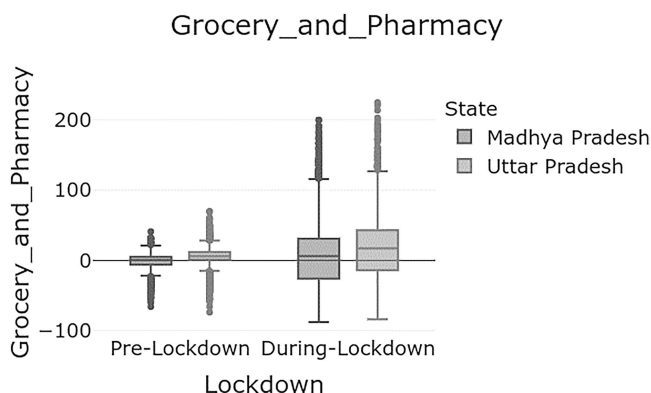 Grocery_and_Pharmacy
Grocery_and_Pharmacy
200
100
0
−100
Pre-Lockdown
During-Lockdown
Lockdown
State
Madhya Pradesh
Uttar Pradesh